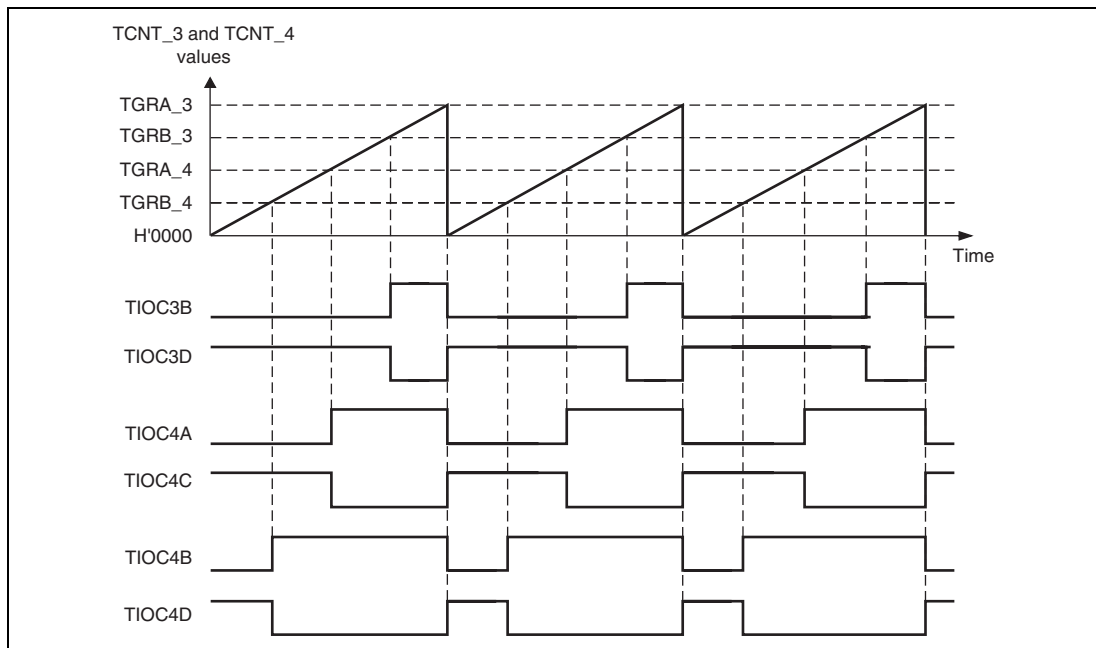 TCNT_3 and TCNT_4
values
TGRA_3
TGRB_3
TGRA_4
TGRB_4
H'0000
Time
TIOC3B
TIOC3D
TIOC4A
TIOC4C
TIOC4B
TIOC4D